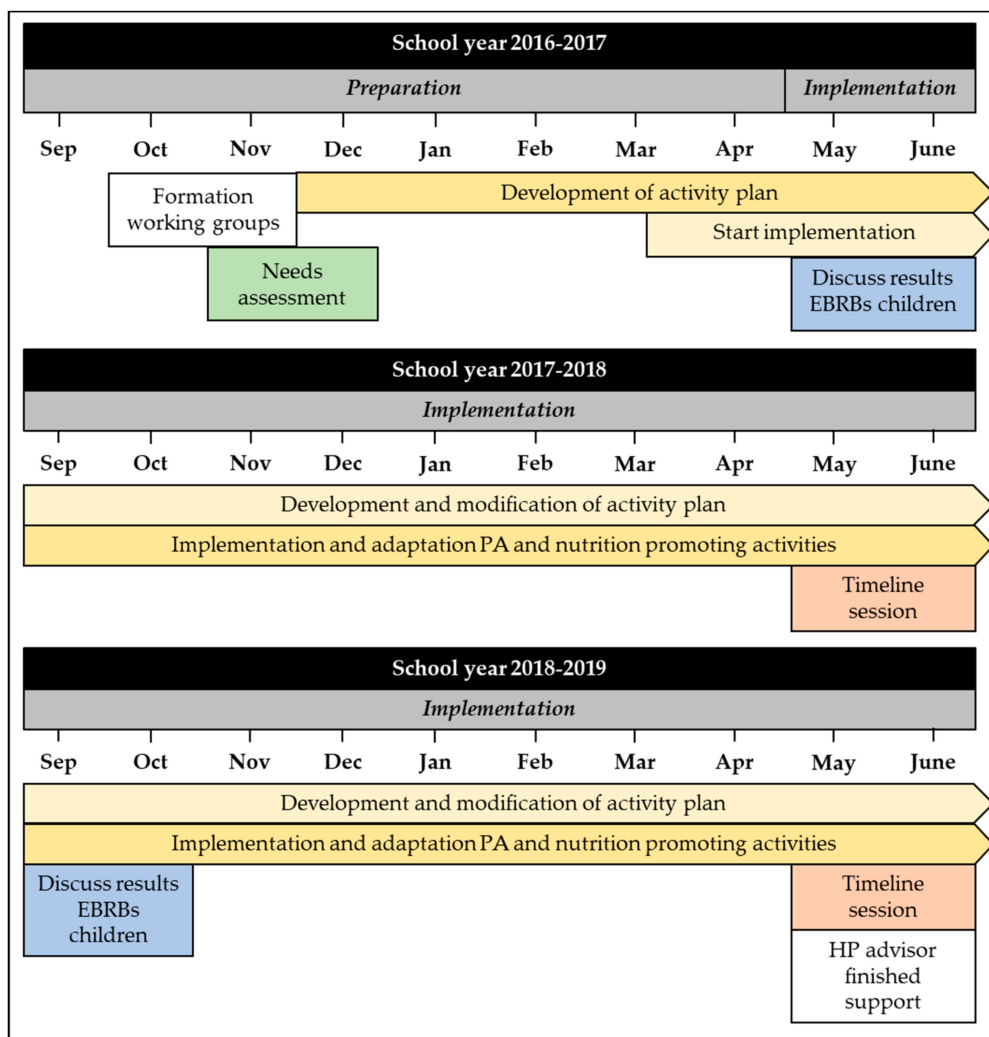 School year 2016-2017
Preparation
Implementation
Sep Oct Nov Dec Jan Feb Mar Apr May June
Formation
working groups
Development of activity plan
Start implementation
Needs
assessment
Discuss results
EBRBs children
School year 2017-2018
Implementation
Sep Oct Nov Dec Jan Feb Mar Apr May June
Development and modification of activity plan
Implementation and adaptation PA and nutrition promoting activities
Timeline
session
School year 2018-2019
Implementation
Sep Oct Nov Dec Jan Feb Mar Apr May June
Development and modification of activity plan
Implementation and adaptation PA and nutrition promoting activities
Discuss results
EBRBs
children
Timeline
session
HP advisor
finished
support